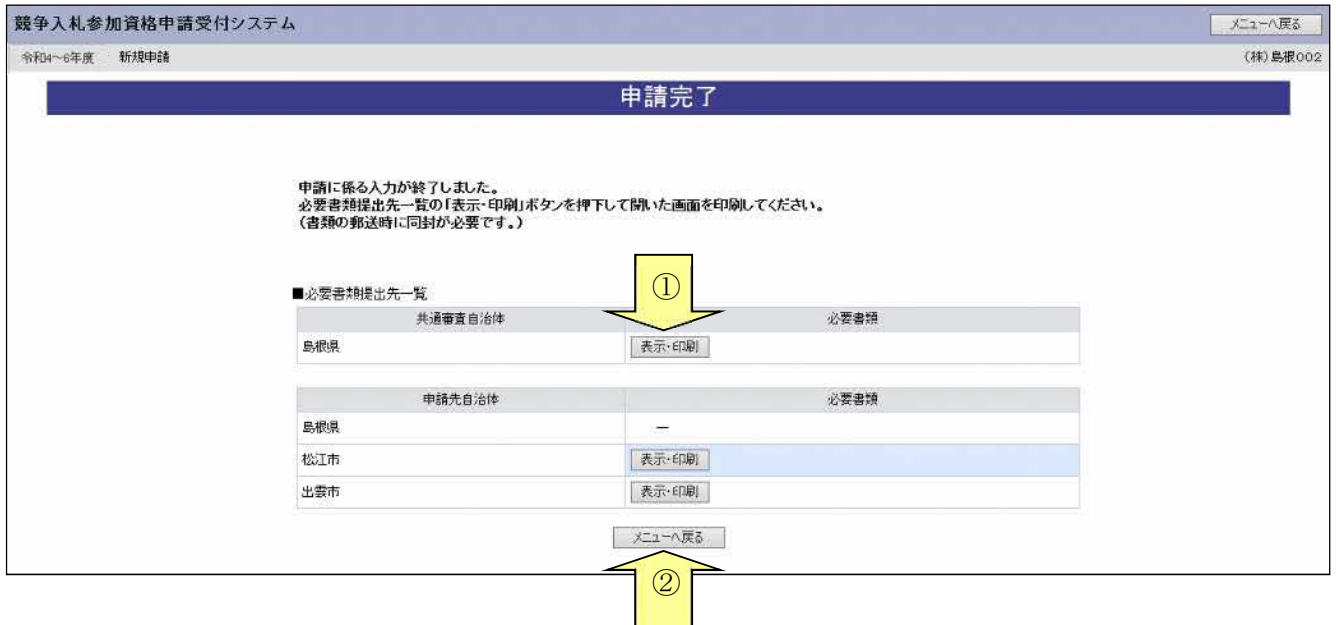 競争入札参加資格申請受付システム
メニューへ戻る
令和4～6年度 新規申請
(株)島根002
申請完了
申請に係る入力が終了しました。
必要書類提出先一覧の「表示・印刷」ボタンを押下して開いた画面を印刷してください。
(書類の郵送時に同封が必要です。)
①
■必要書類提出先一覧
共通審査自治体 必要書類
島根県 表示・印刷
申請先自治体 必要書類
島根県 －
松江市 表示・印刷
出雲市 表示・印刷
メニューへ戻る
②